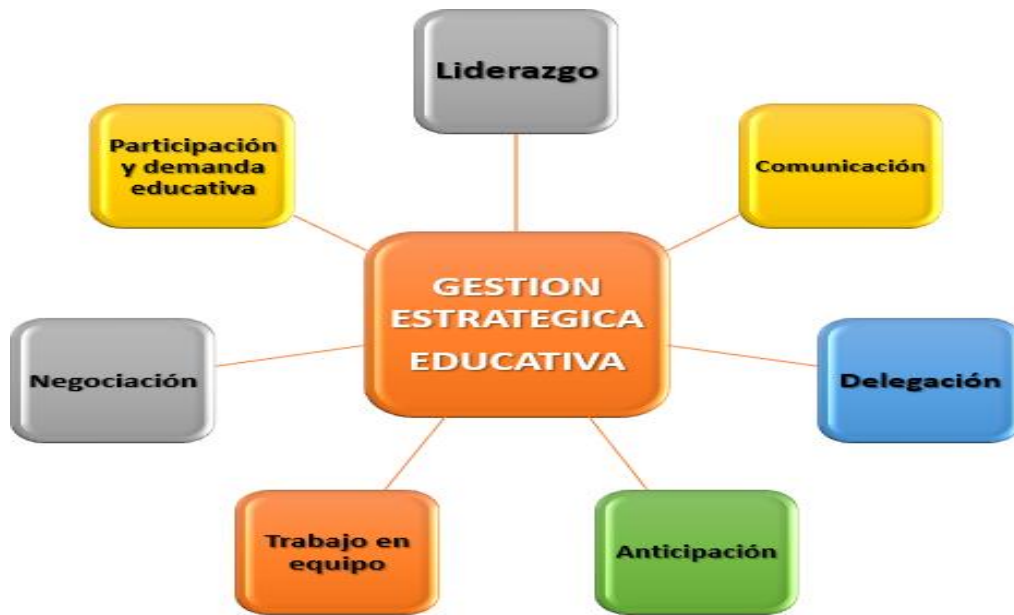 Liderazgo
Participación
y demanda
educativa
Comunicación
GESTION
ESTRATEGICA
EDUCATIVA
Negociación
Delegación
Trabajo en
equipo
Anticipación